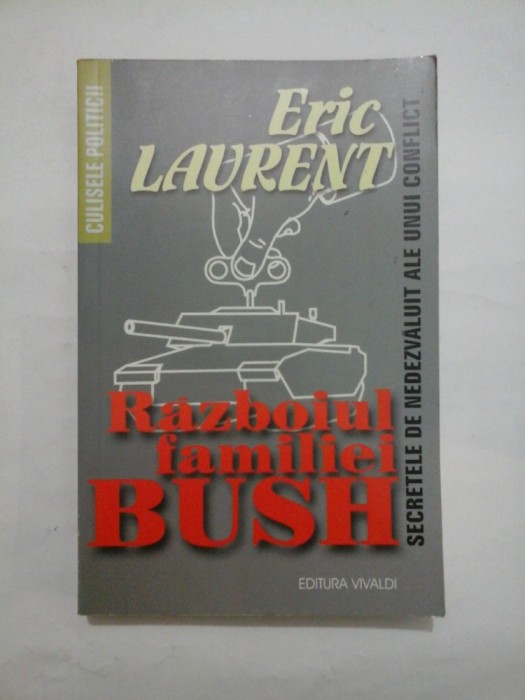 CULISELE POLITICII
Eric
LAURENT
SECRETELE DE NEDEZVALUIT ALE UNUI CONFLICT
Razboiul
familiei
BUSH
EDITURA VIVALDI